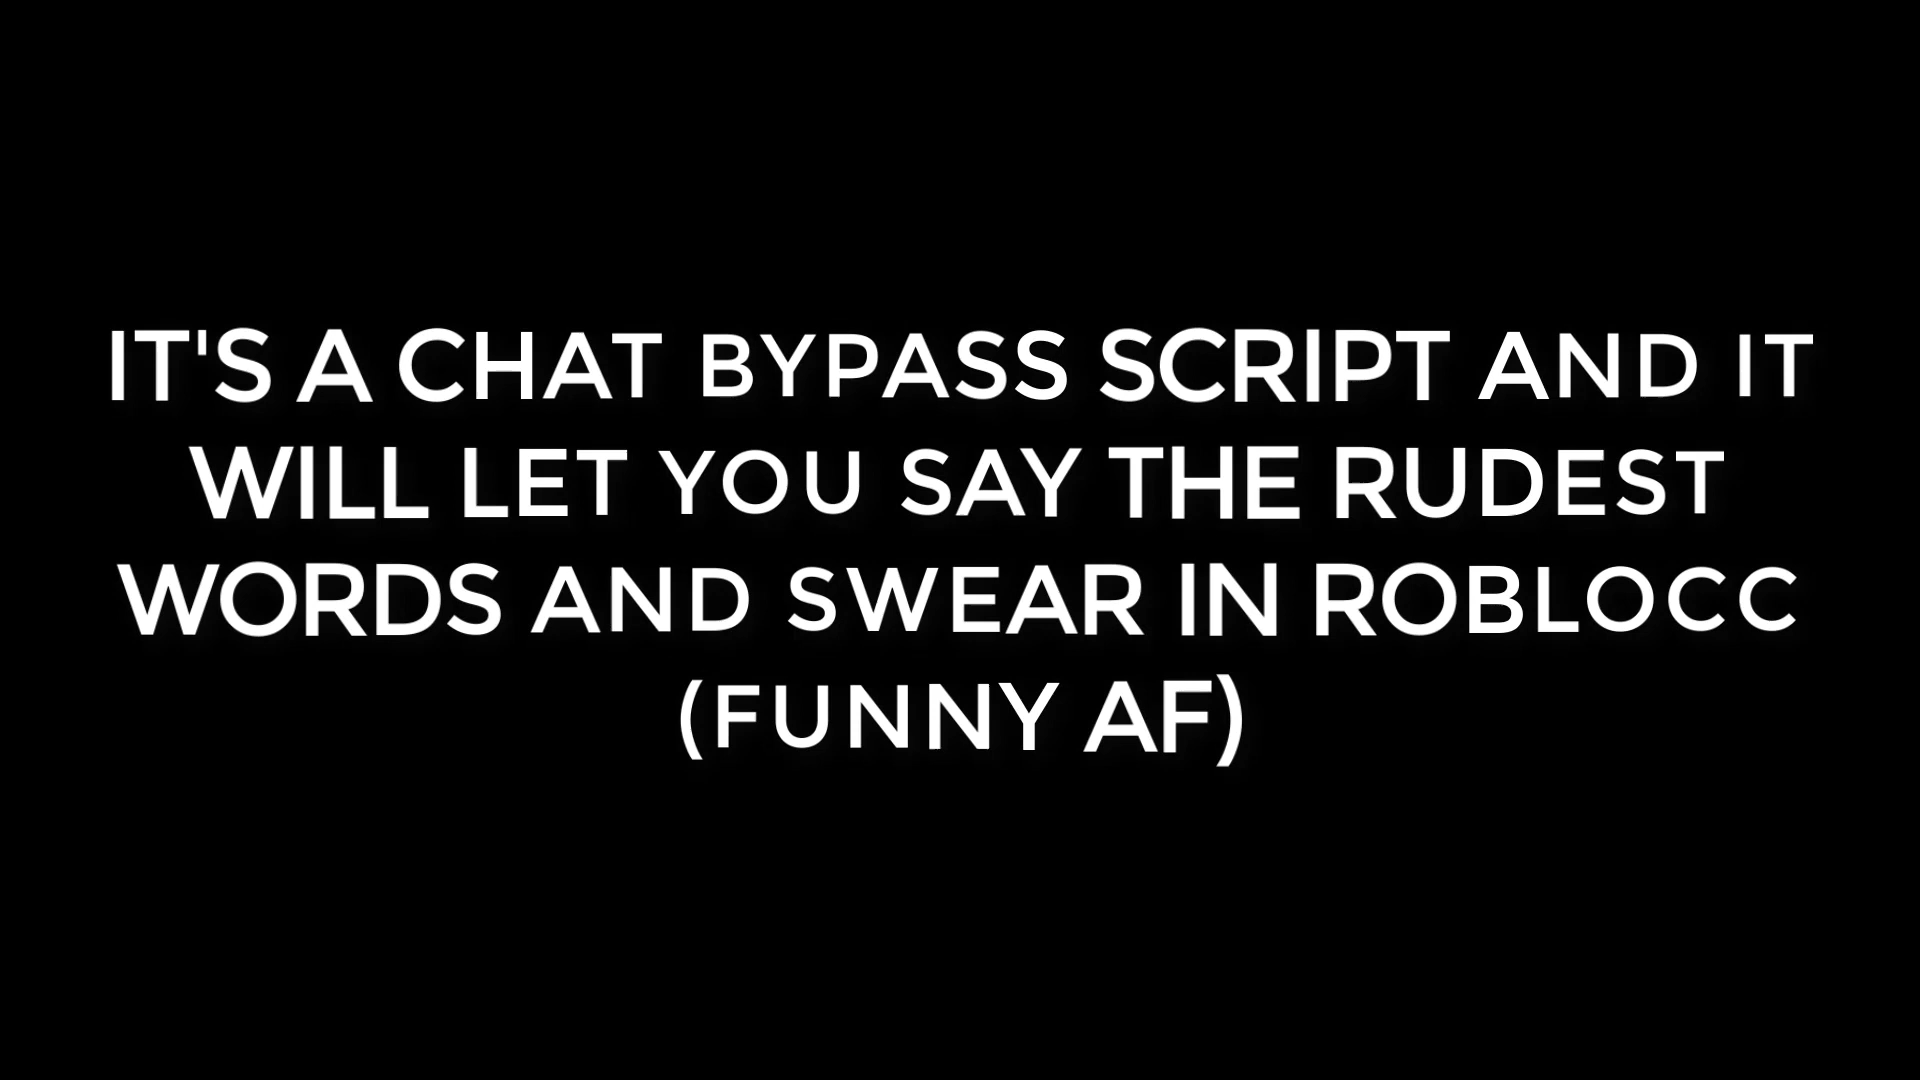 IT'S A CHAT BYPASS SCRIPT AND IT
WILL LET YOU SAY THE RUDEST
WORDS AND SWEAR IN ROBLOCC
(FUNNY AF)